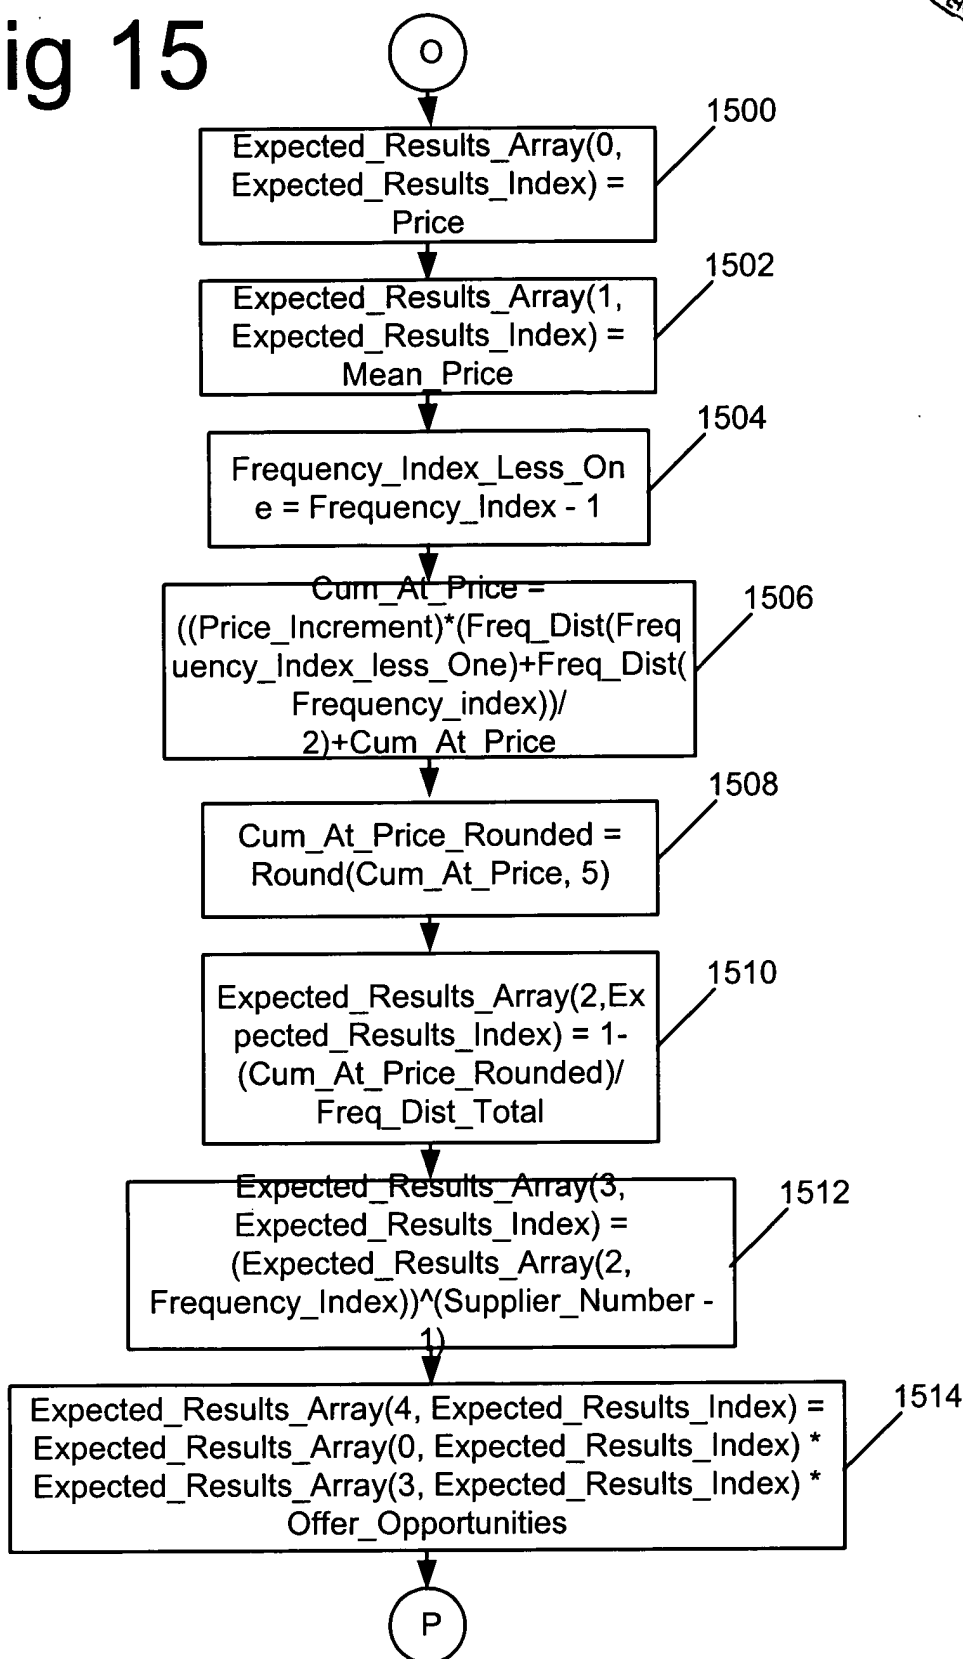 ig 15
O
1500
Expected_Results_Array(0,
Expected_Results_Index) =
Price
1502
Expected_Results_Array(1,
Expected_Results_Index) =
Mean_Price
1504
Frequency_Index_Less_On
e = Frequency_Index - 1
1506
Cum_At_Price =
((Price_Increment)*(Freq_Dist(Freq
uency_Index_less_One)+Freq_Dist(
Frequency_index))/
2)+Cum_At_Price
1508
Cum_At_Price_Rounded =
Round(Cum_At_Price, 5)
1510
Expected_Results_Array(2,Ex
pected_Results_Index) = 1-
(Cum_At_Price_Rounded)/
Freq_Dist_Total
1512
Expected_Results_Array(3,
Expected_Results_Index) =
(Expected_Results_Array(2,
Frequency_Index))^(Supplier_Number -
1)
1514
Expected_Results_Array(4, Expected_Results_Index) =
Expected_Results_Array(0, Expected_Results_Index) *
Expected_Results_Array(3, Expected_Results_Index) *
Offer_Opportunities
P